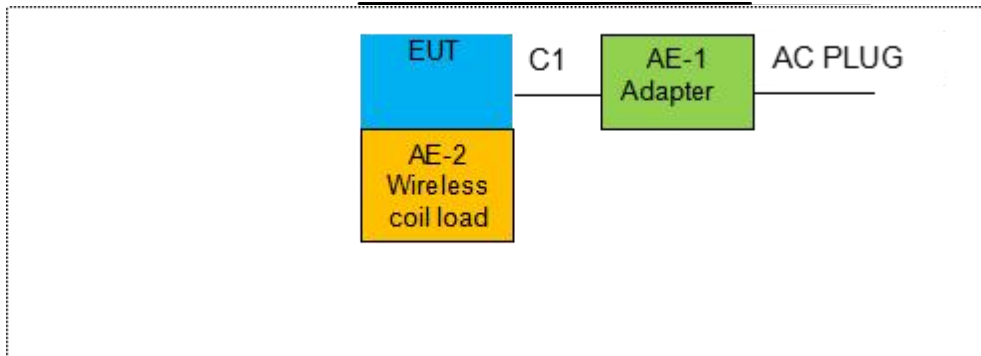 EUT
C1
AE-1
Adapter
AC PLUG
AE-2
Wireless
coil load